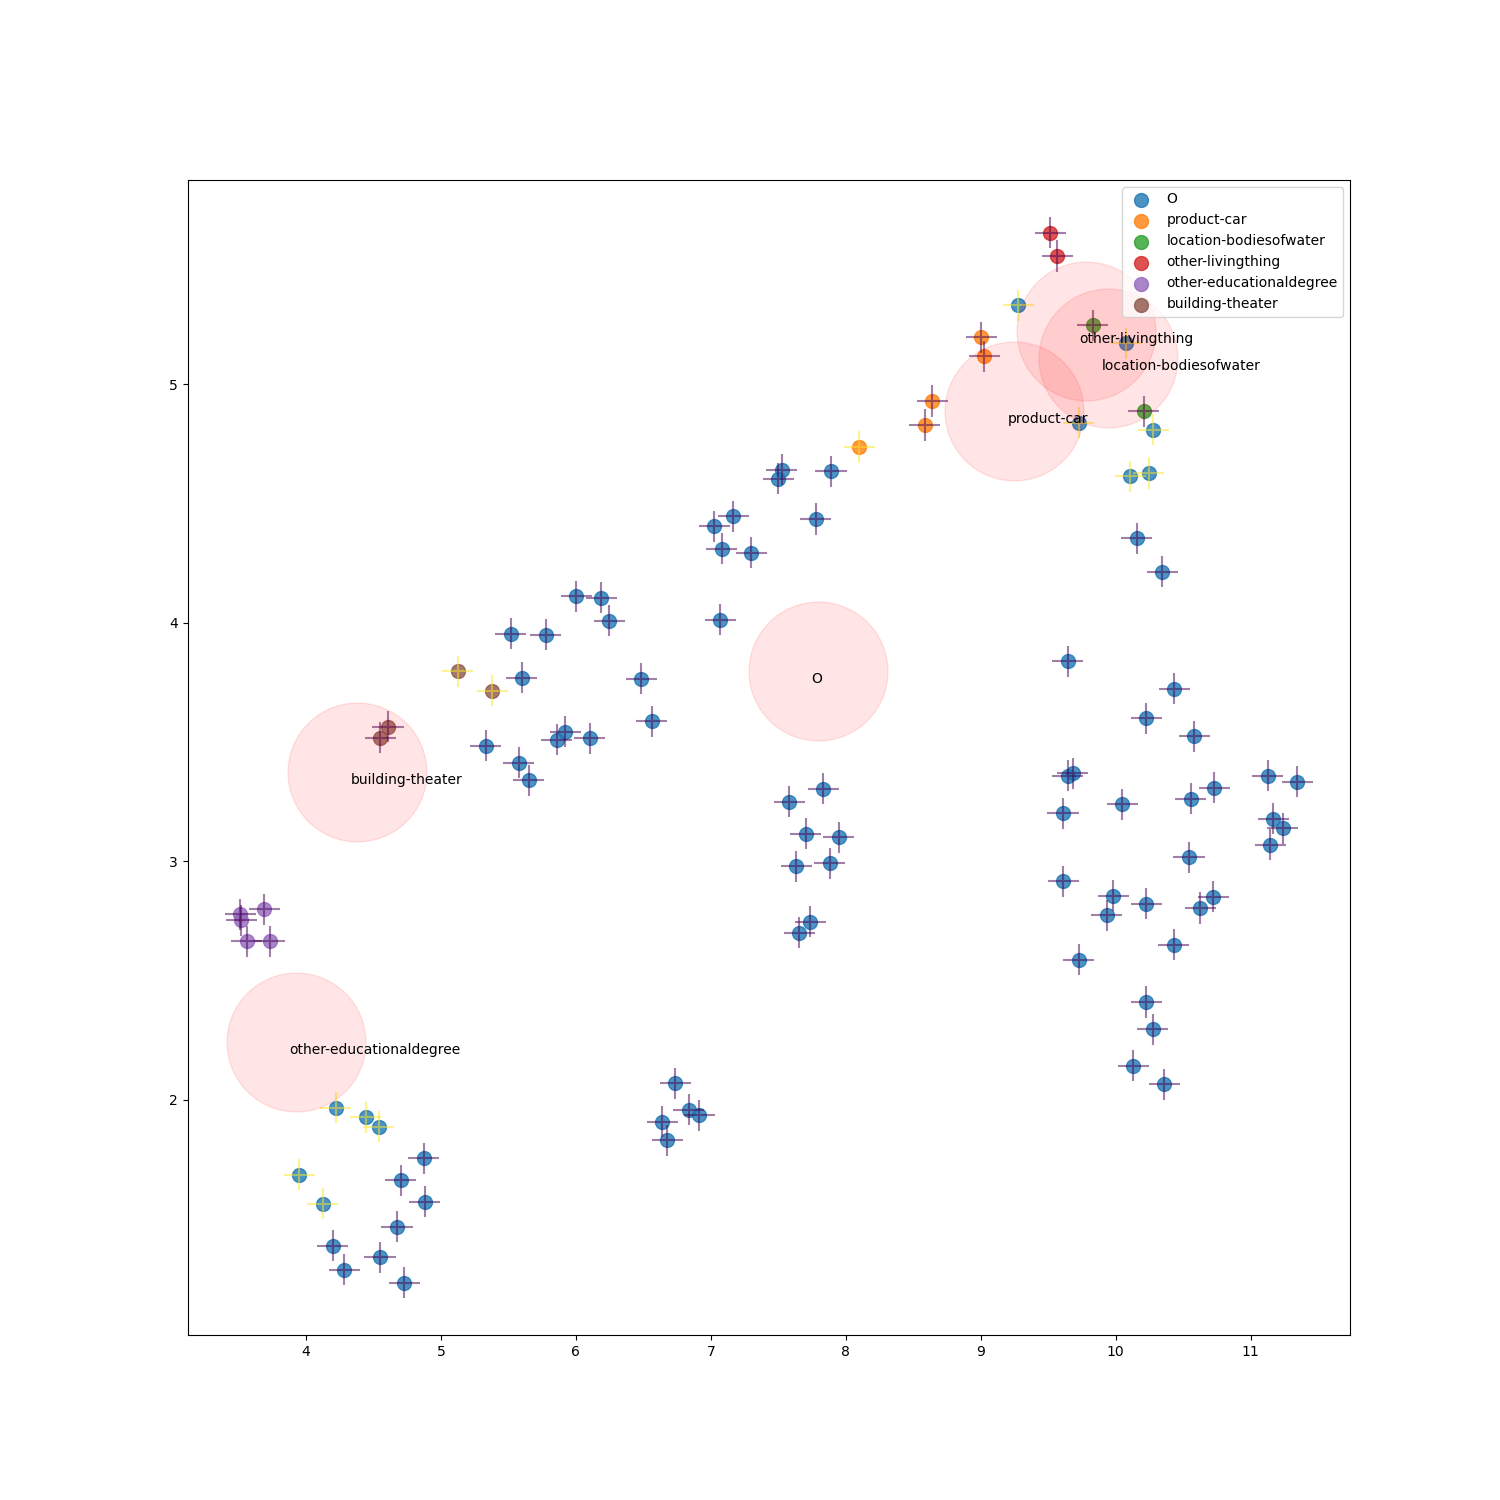 O
product-car
location-bodiesofwater
other-livingthing
other-educationaldegree
building-theater
other-livingthing
location-bodiesofwater
product-car
O
building-theater
other-educationaldegree
5
4
3
2
4 5 6 7 8 9 10 11